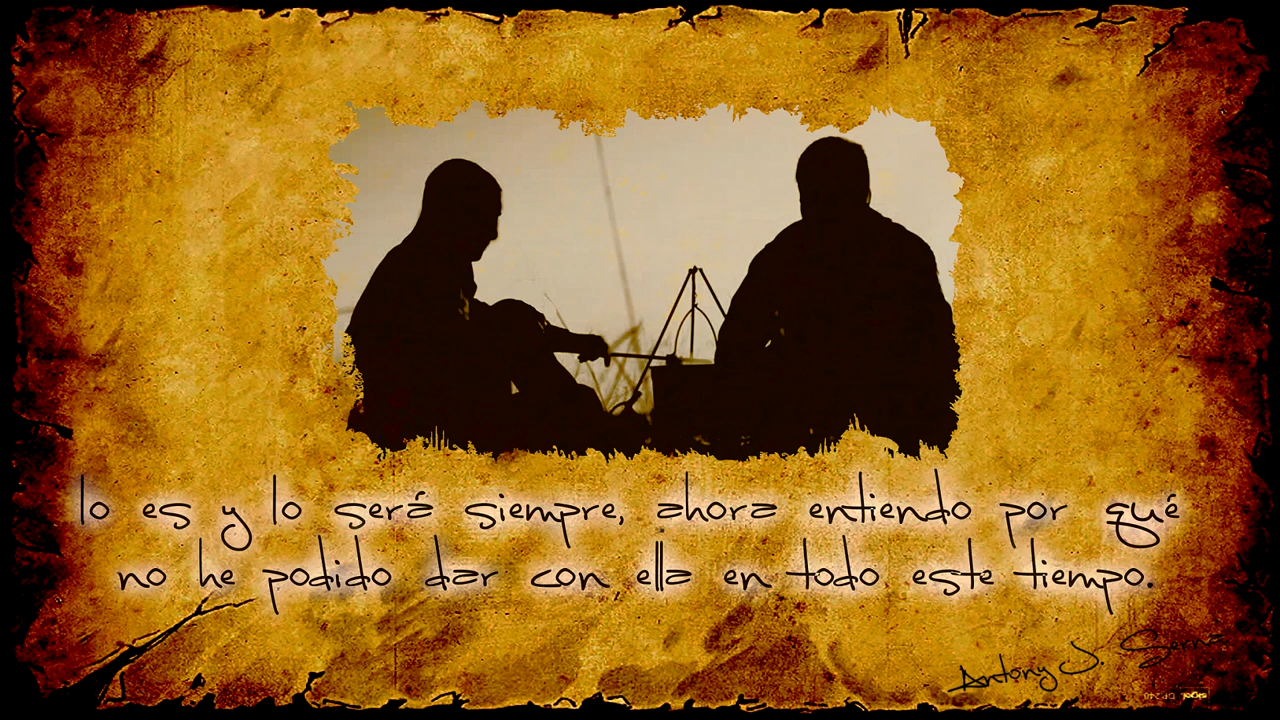 lo es y lo será siempre, ahora entiendo por qué
no he podido dar con ella en todo este tiempo.
Antony J. Serna